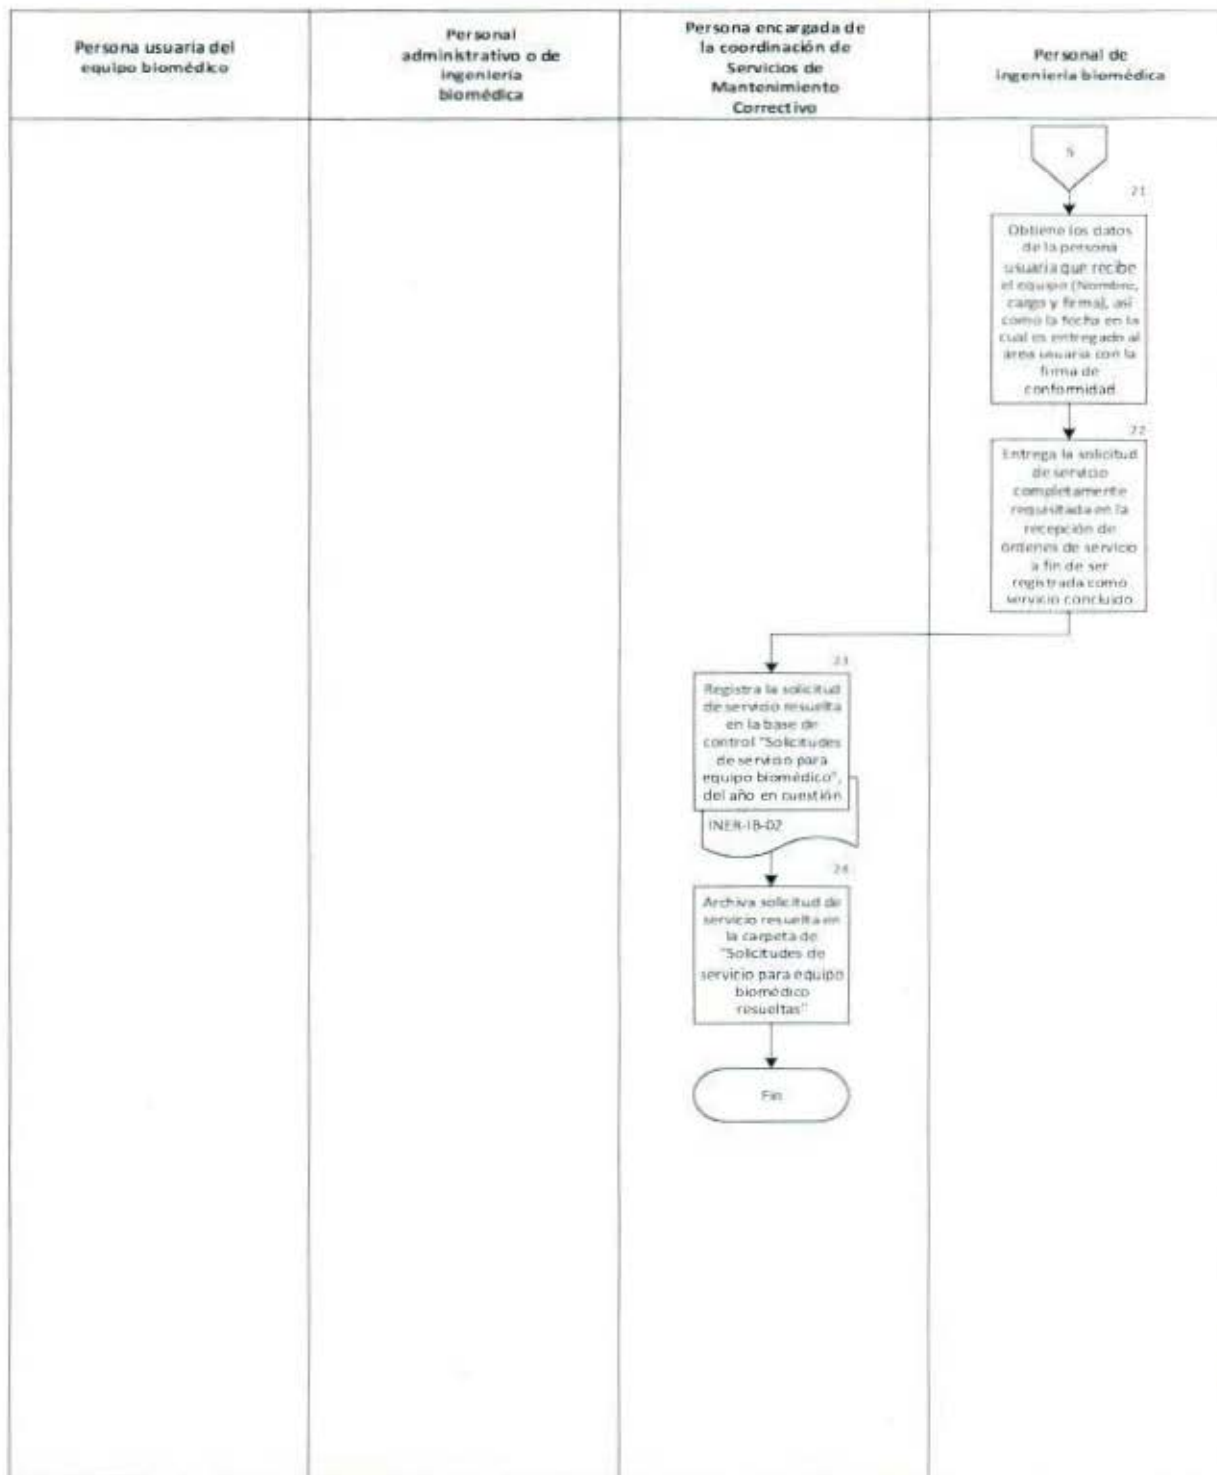 Persona usuaria del
equipo biomédico
Personal
administrativo o de
ingeniería
biomédica
Persona encargada de
la coordinación de
Servicios de
Mantenimiento
Correctivo
Personal de
ingeniería biomédica
5
21
Obtiene los datos
de la persona
usuaria que recibe
el equipo (Nombre,
cargo y firma), así
como la fecha en la
cual es entregado al
área usuaria con la
firma de
conformidad
22
Entrega la solicitud
de servicio
completamente
requisitada en la
recepción de
órdenes de servicio
a fin de ser
registrada como
servicio concluido
23
Registra la solicitud
de servicio resuelta
en la base de
control "Solicitudes
de servicio para
equipo biomédico",
del año en cuestión
INER-IB-02
24
Archiva solicitud de
servicio resuelta en
la carpeta de
"Solicitudes de
servicio para equipo
biomédico
resueltas"
Fin